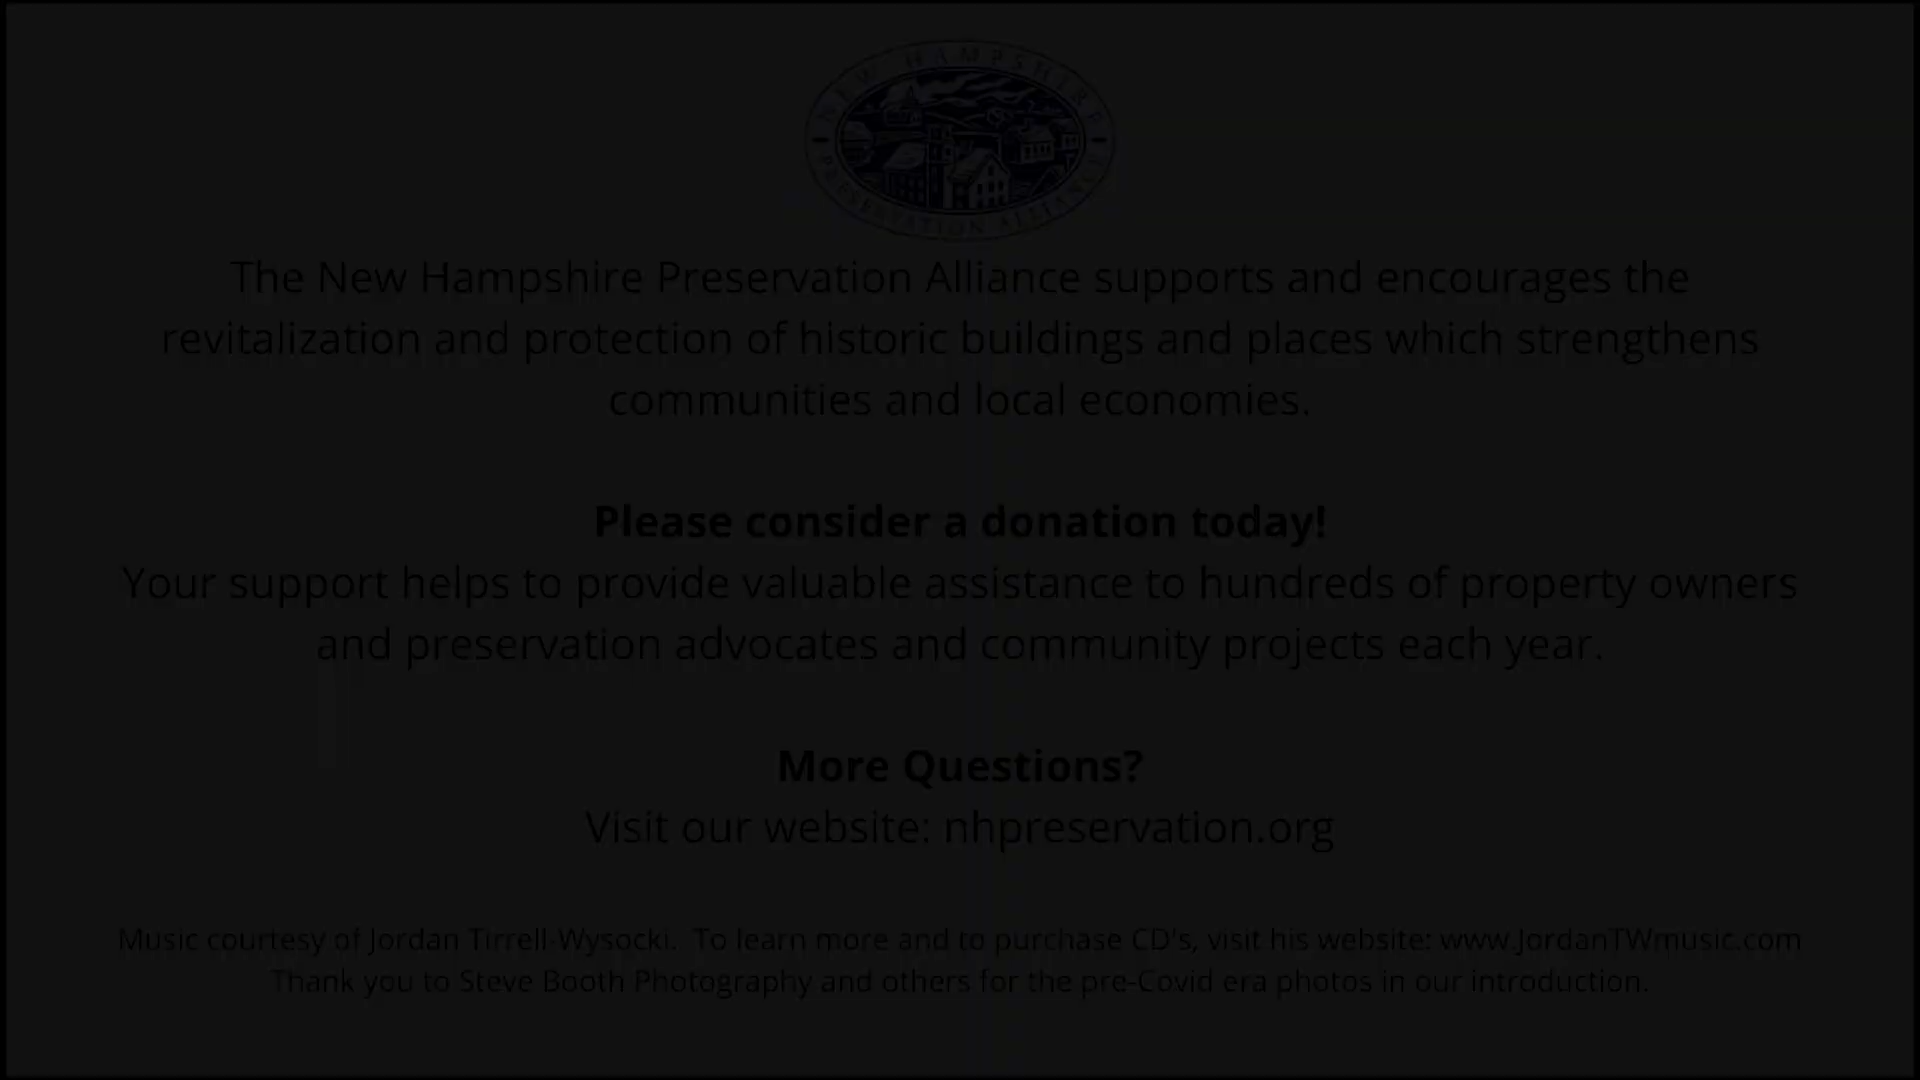 NEW HAMPSHIRE
PRESERVATION ALLIANCE
The New Hampshire Preservation Alliance supports and encourages the
revitalization and protection of historic buildings and places which strengthens
communities and local economies.
Please consider a donation today!
Your support helps to provide valuable assistance to hundreds of property owners
and preservation advocates and community projects each year.
More Questions?
Visit our website: nhpreservation.org
Music courtesy of Jordan Tirrell-Wysocki.  To learn more and to purchase CD's, visit his website: www.JordanTWmusic.com
Thank you to Steve Booth Photography and others for the pre-Covid era photos in our introduction.